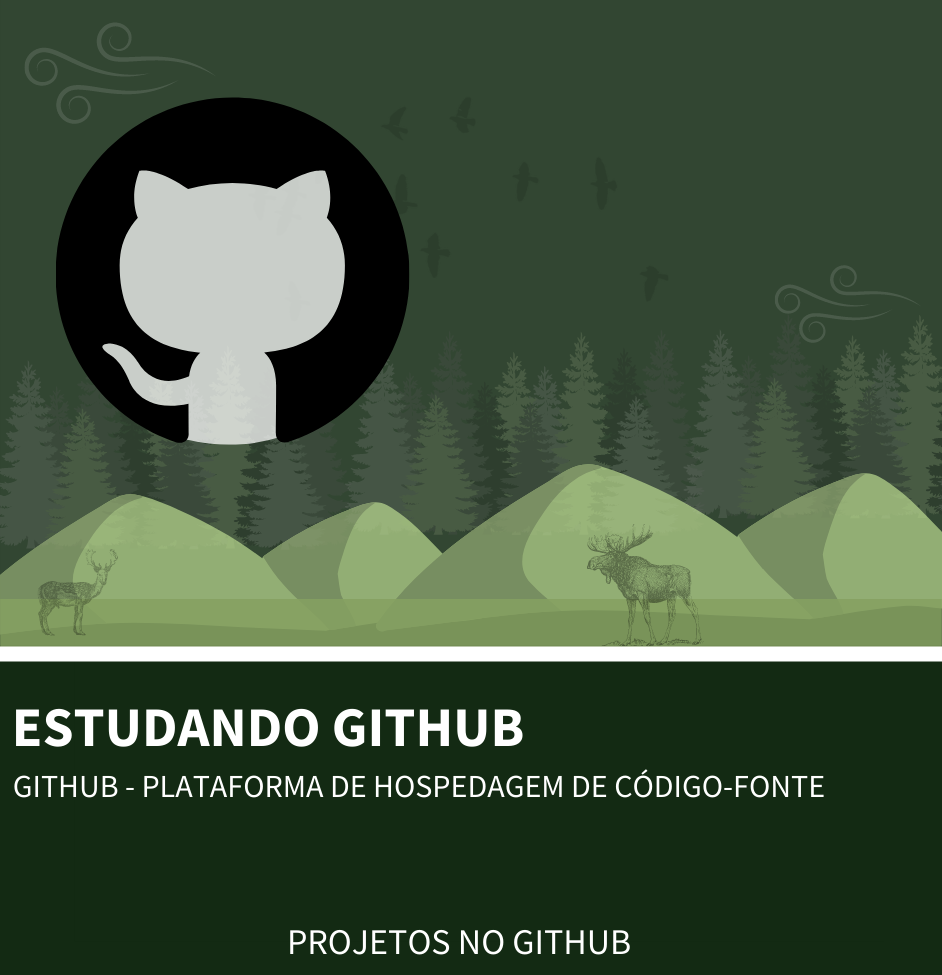 ESTUDANDO GITHUB
GITHUB - PLATAFORMA DE HOSPEDAGEM DE CÓDIGO-FONTE
PROJETOS NO GITHUB